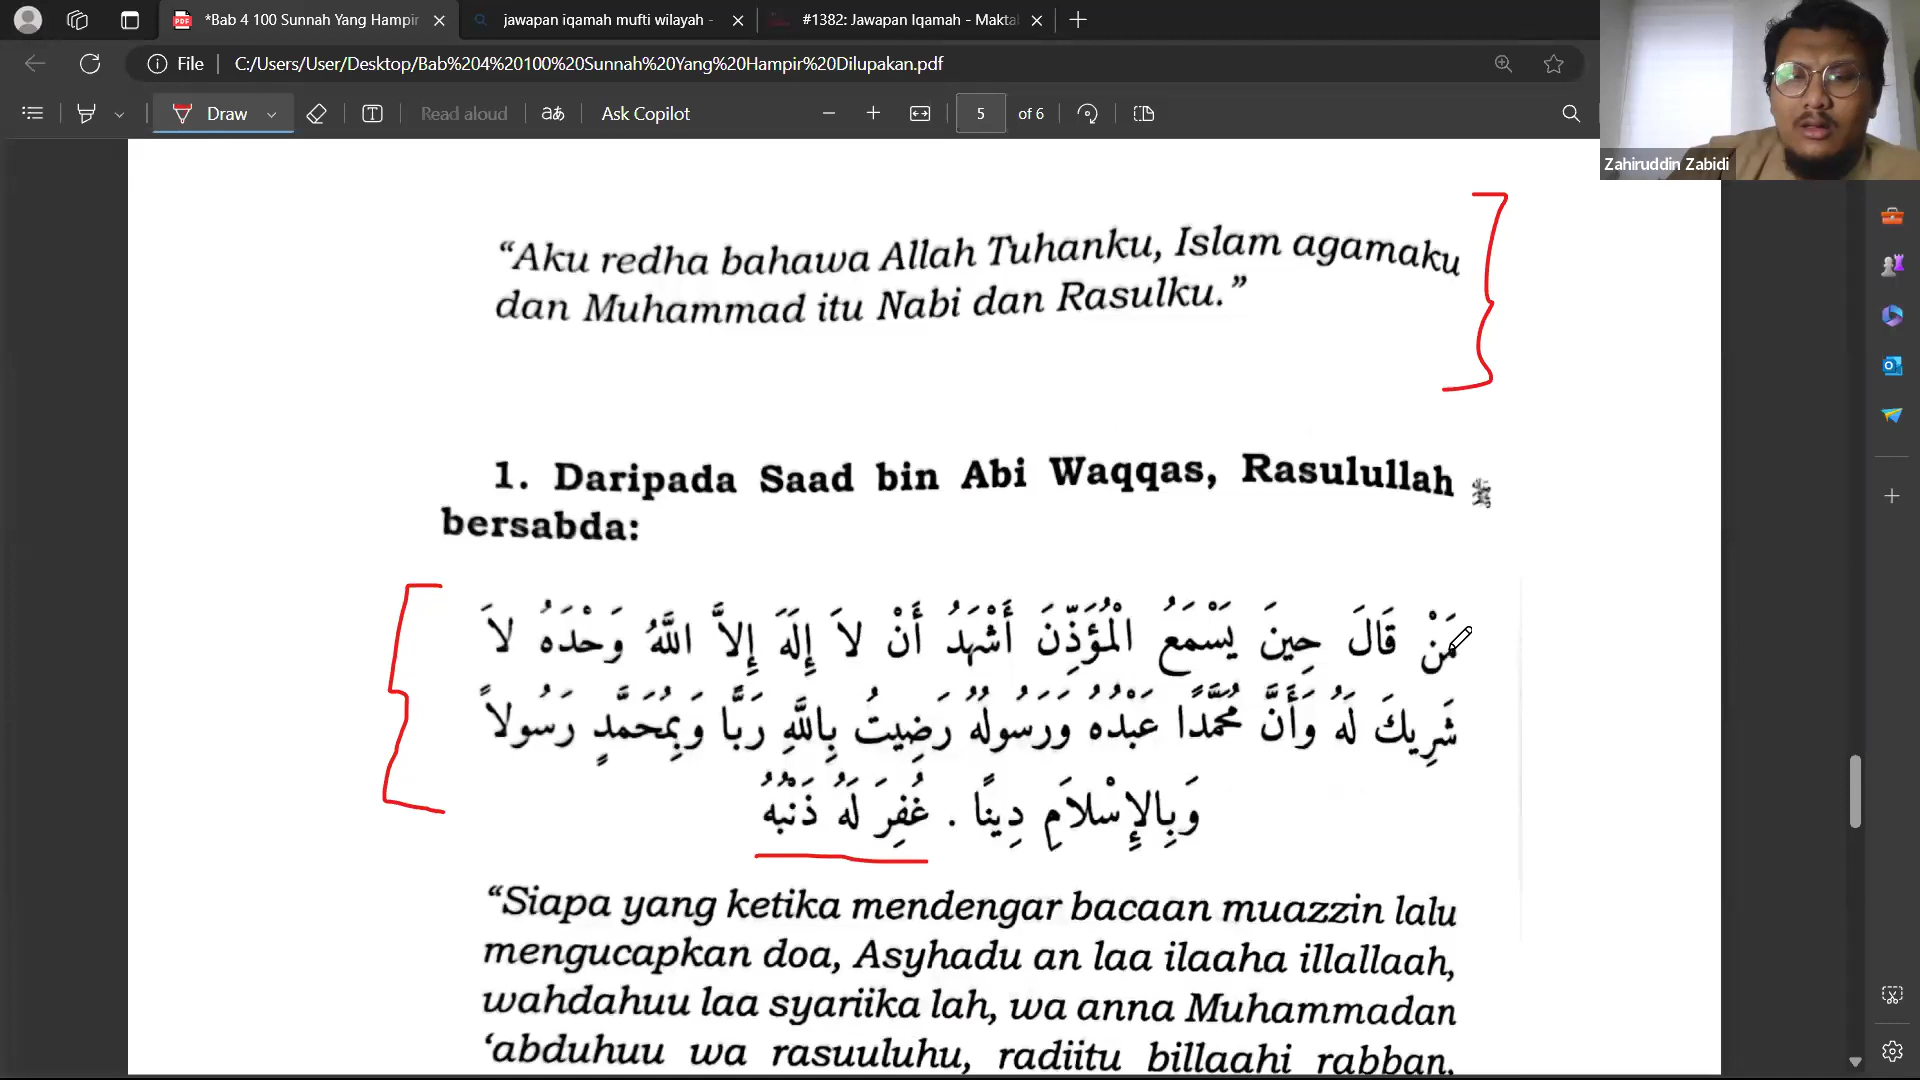 *Bab 4 100 Sunnah Yang Hampir
jawapan iqamah mufti wilayah -
#1382: Jawapan Iqamah - Makta
File
C:/Users/User/Desktop/Bab%204%20100%20Sunnah%20Yang%20Hampir%20Dilupakan.pdf
Draw
Read aloud
Ask Copilot
5 of 6
Zahiruddin Zabidi
“Aku redha bahawa Allah Tuhanku, Islam agamaku
dan Muhammad itu Nabi dan Rasulku.”
1. Daripada Saad bin Abi Waqqas, Rasulullah ﷺ
bersabda:
مَنْ قَالَ حِينَ يَسْمَعُ الْمُؤَذِّنَ أَشْهَدُ أَنْ لاَ إِلَهَ إِلاَّ اللَّهُ وَحْدَهُ لاَ
شَرِيكَ لَهُ وَأَنَّ مُحَمَّدًا عَبْدُهُ وَرَسُولُهُ رَضِيتُ بِاللَّهِ رَبًّا وَبِمُحَمَّدٍ رَسُولاً
وَبِالإِسْلاَمِ دِينًا . غُفِرَ لَهُ ذَنْبُهُ
“Siapa yang ketika mendengar bacaan muazzin lalu
mengucapkan doa, Asyhadu an laa ilaaha illallaah,
wahdahuu laa syariika lah, wa anna Muhammadan
‘abduhuu wa rasuuluhu, radiitu billaahi rabban,